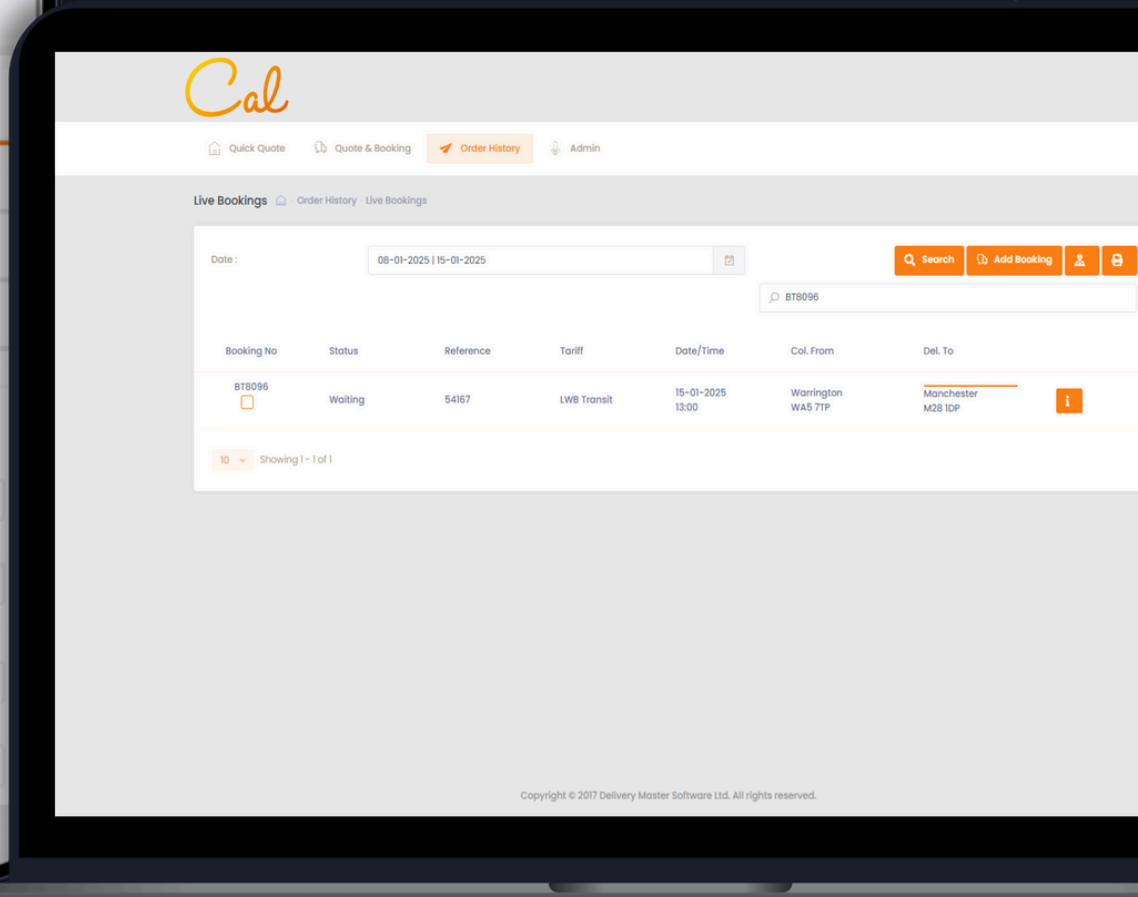 Cal
Quick Quote Quote & Booking Order History Admin
Live Bookings Order History Live Bookings
Date : 08-01-2025 | 15-01-2025 Search Add Booking
BT8096
Booking No Status Reference Tariff Date/Time Col. From Del. To
BT8096
Waiting 54167 LWB Transit 15-01-2025 13:00 Warrington WA5 7TP Manchester M28 1DP
10 Showing 1 - 1 of 1
Copyright © 2017 Delivery Master Software Ltd. All rights reserved.